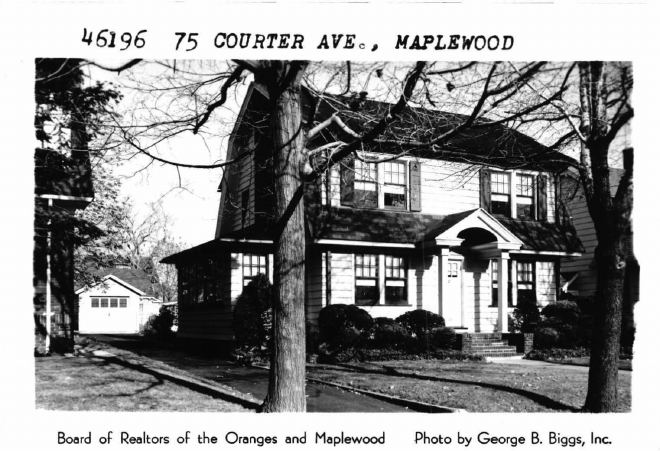 46196 75 COURTER AVE., MAPLEWOOD
Board of Realtors of the Oranges and Maplewood Photo by George B. Biggs, Inc.